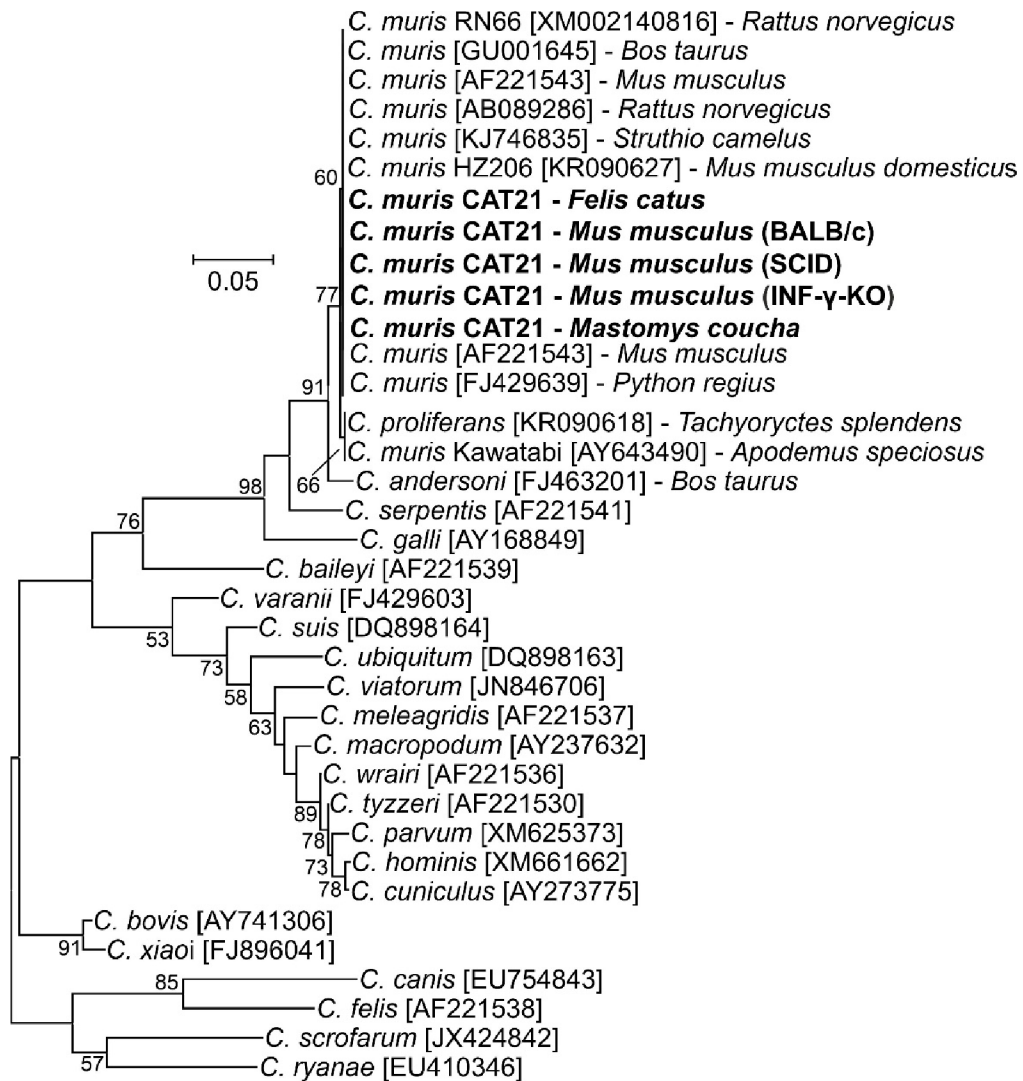 C. muris RN66 [XM002140816] - Rattus norvegicus
C. muris [GU001645] - Bos taurus
C. muris [AF221543] - Mus musculus
C. muris [AB089286] - Rattus norvegicus
C. muris [KJ746835] - Struthio camelus
C. muris HZ206 [KR090627] - Mus musculus domesticus
60
C. muris CAT21 - Felis catus
C. muris CAT21 - Mus musculus (BALB/c)
C. muris CAT21 - Mus musculus (SCID)
0.05
77
C. muris CAT21 - Mus musculus (INF-γ-KO)
C. muris CAT21 - Mastomys coucha
C. muris [AF221543] - Mus musculus
C. muris [FJ429639] - Python regius
91
C. proliferans [KR090618] - Tachyoryctes splendens
C. muris Kawatabi [AY643490] - Apodemus speciosus
66
C. andersoni [FJ463201] - Bos taurus
98
C. serpentis [AF221541]
76
C. galli [AY168849]
C. baileyi [AF221539]
C. varanii [FJ429603]
53
C. suis [DQ898164]
73
C. ubiquitum [DQ898163]
58
C. viatorum [JN846706]
63
C. meleagridis [AF221537]
C. macropodum [AY237632]
C. wrairi [AF221536]
89
C. tyzzeri [AF221530]
78
C. parvum [XM625373]
73
C. hominis [XM661662]
78
C. cuniculus [AY273775]
C. bovis [AY741306]
91
C. xiaoi [FJ896041]
85
C. canis [EU754843]
C. felis [AF221538]
C. scrofarum [JX424842]
57
C. ryanae [EU410346]